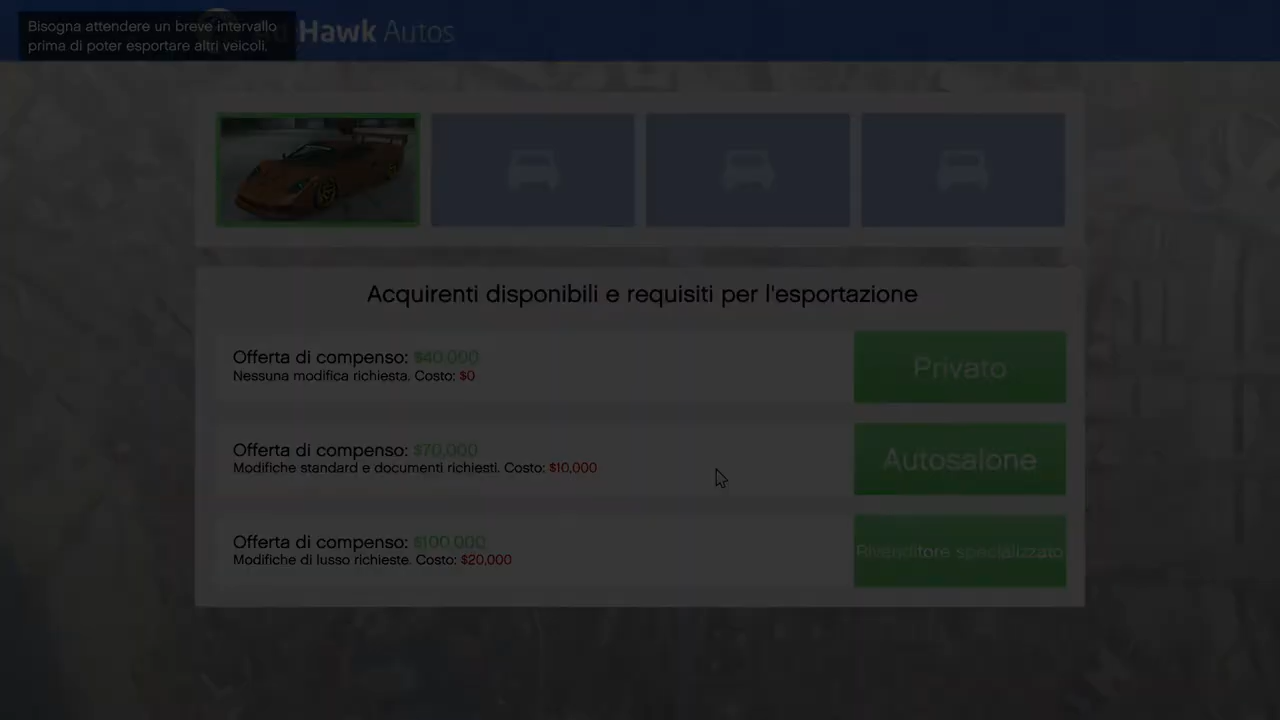 Bisogna attendere un breve intervallo
prima di poter esportare altri veicoli.
Hawk Autos
Acquirenti disponibili e requisiti per l'esportazione
Offerta di compenso: $40,000
Nessuna modifica richiesta. Costo: $0
Privato
Offerta di compenso: $70,000
Modifiche standard e documenti richiesti. Costo: $10,000
Autosalone
Offerta di compenso: $100,000
Modifiche di lusso richieste. Costo: $20,000
Rivenditore specializzato